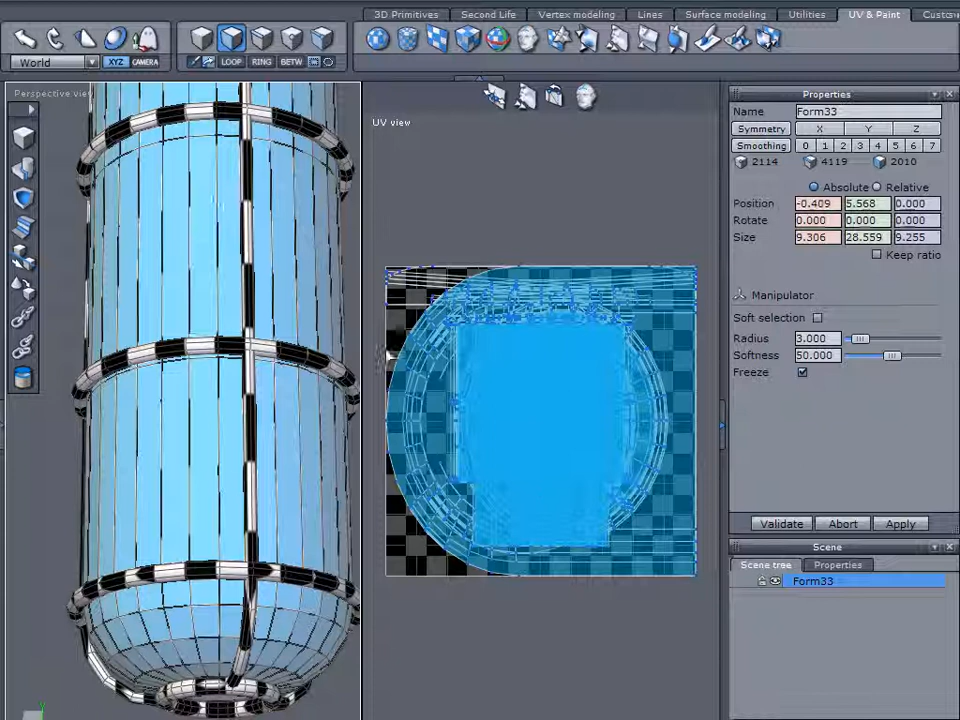 3D Primitives Second Life Vertex modeling Lines Surface modeling Utilities UV & Paint
World XYZ CAMERA LOOP RING BETW
Perspective view
UV view
Properties
Name Form33
Symmetry X Y Z
Smoothing 0 1 2 3 4 5 6 7
2114 4119 2010
Absolute Relative
Position -0.409 5.568 0.000
Rotate 0.000 0.000 0.000
Size 9.306 28.559 9.255
Keep ratio
Manipulator
Soft selection
Radius 3.000
Softness 50.000
Freeze
Validate Abort Apply
Scene
Scene tree Properties
Form33